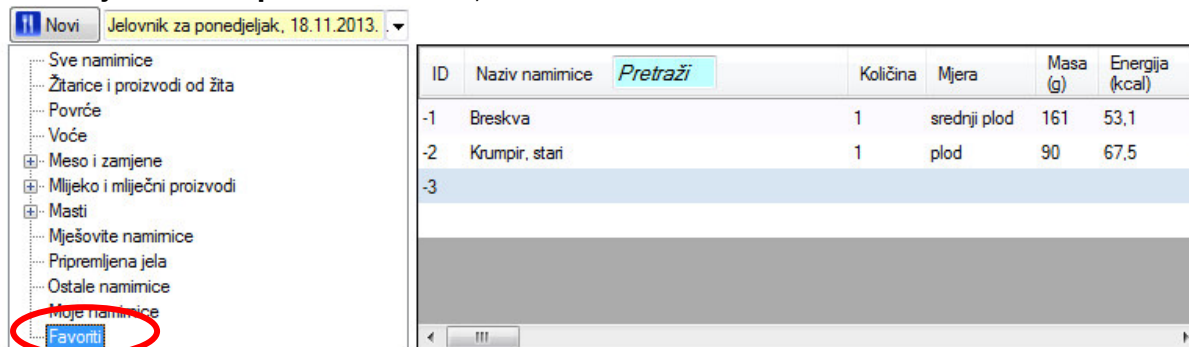 Novi Jelovnik za ponedjeljak, 18.11.2013. .
Sve namirnice
Žitarice i proizvodi od žita
Povrće
Voće
Meso i zamjene
Mlijeko i mliječni proizvodi
Masti
Mješovite namirnice
Pripremljena jela
Ostale namirnice
Moje namirnice
Favoriti
ID Naziv namirnice Pretraži Količina Mjera Masa (g) Energija (kcal)
-1 Breskva 1 srednji plod 161 53,1
-2 Krumpir, stari 1 plod 90 67,5
-3